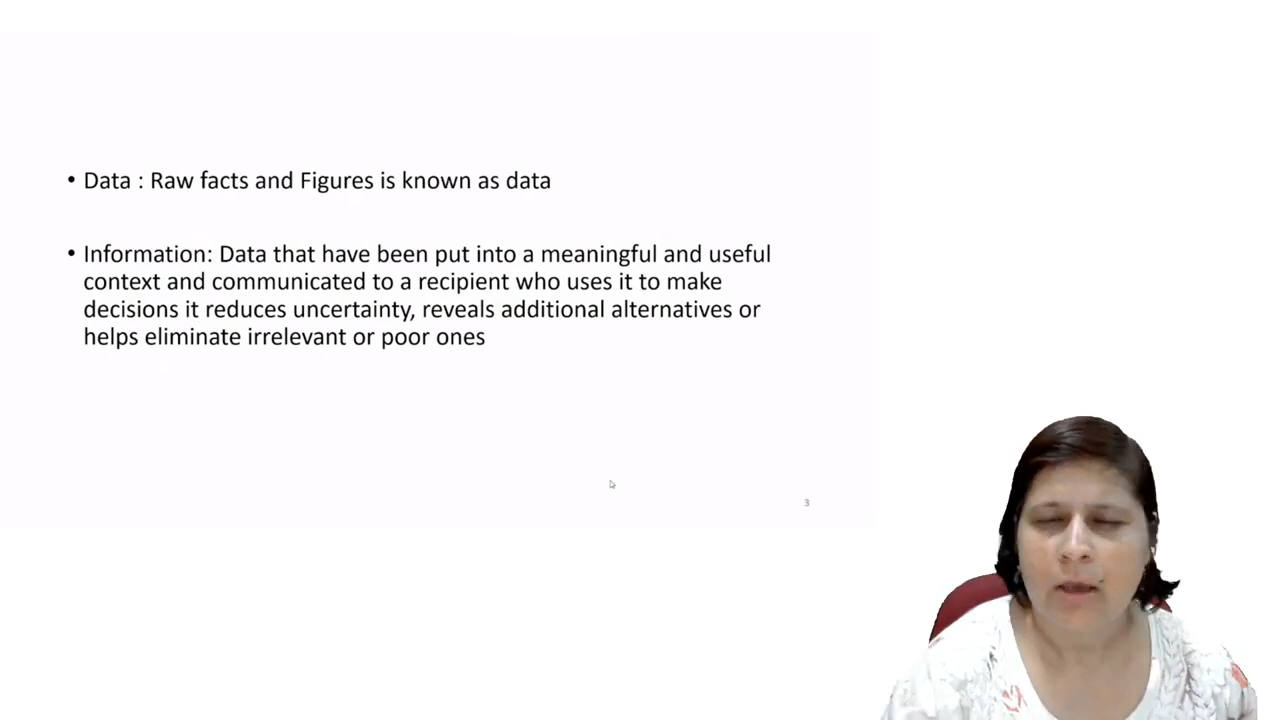 • Data : Raw facts and Figures is known as data
• Information: Data that have been put into a meaningful and useful
context and communicated to a recipient who uses it to make
decisions it reduces uncertainty, reveals additional alternatives or
helps eliminate irrelevant or poor ones
3